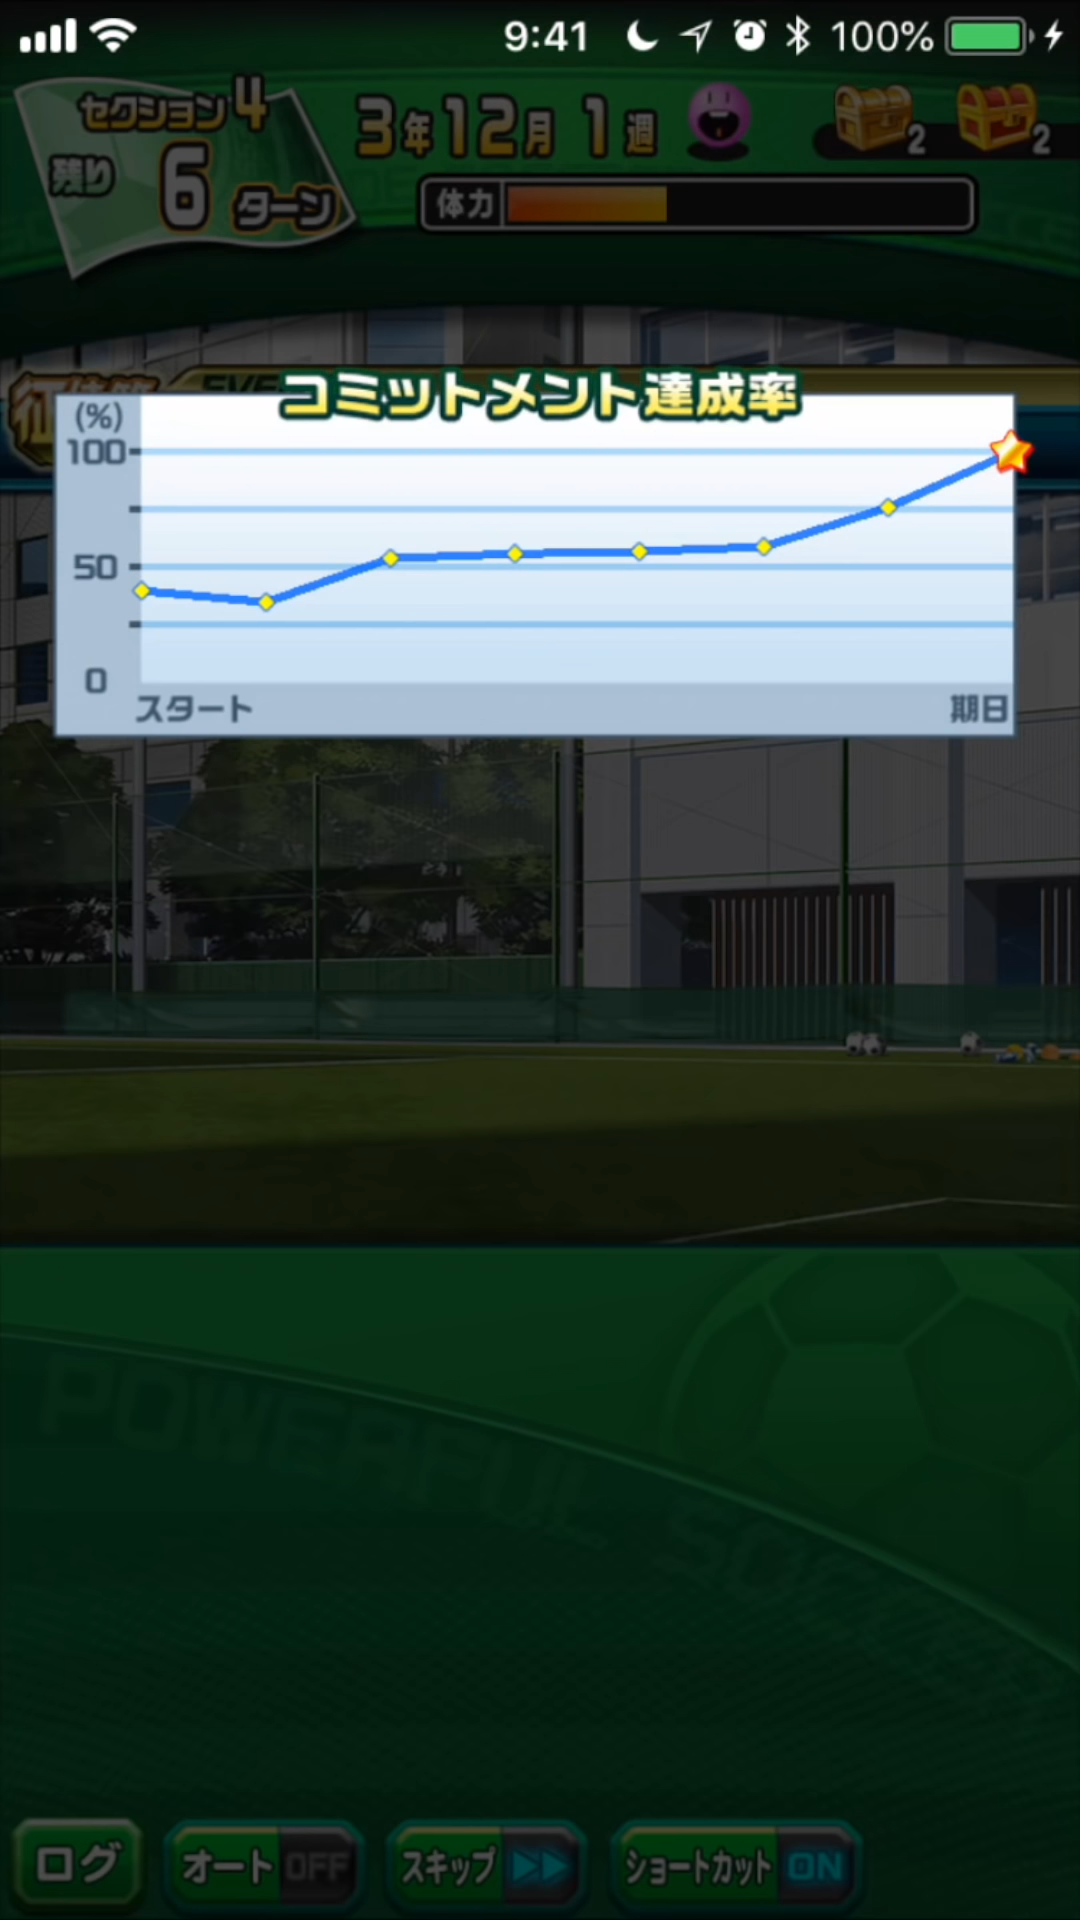 9:41 100%
セクション4
残り 6 ターン
3年12月 1週
2 2
体力
コミットメント達成率
(%)
100
50
0
スタート 期日
POWERFUL
ログ オート OFF スキップ ショートカット ON